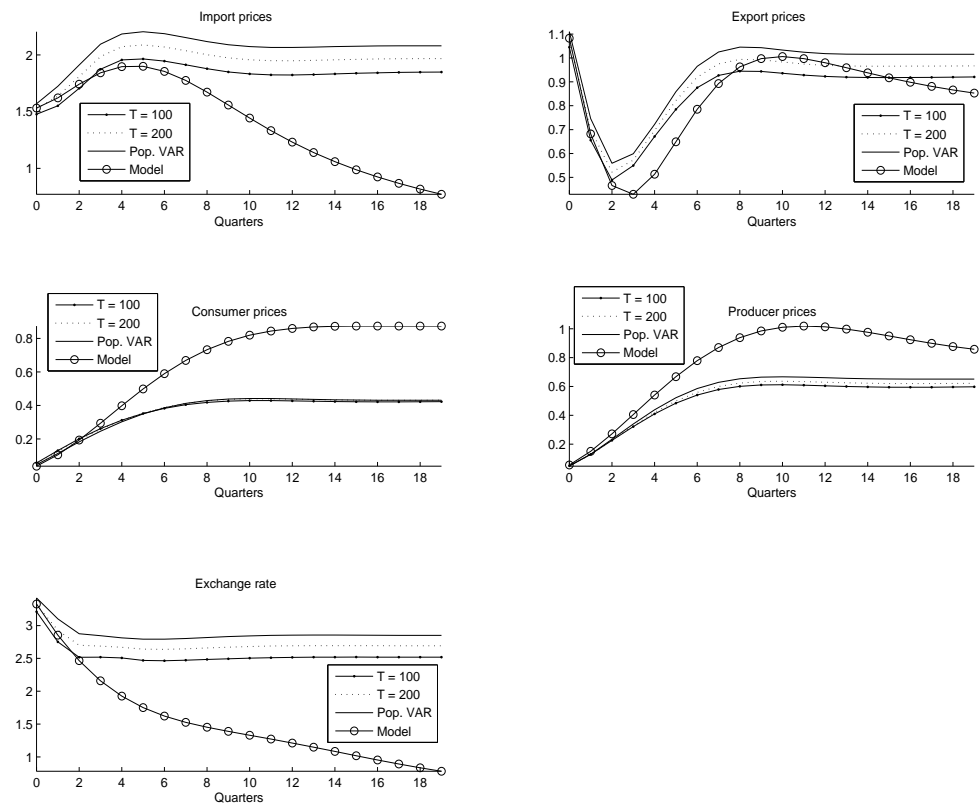 Import prices
2
1.5
1
T = 100
T = 200
Pop. VAR
Model
0 2 4 6 8 10 12 14 16 18
Quarters
Export prices
1.1
1
0.9
0.8
0.7
0.6
0.5
T = 100
T = 200
Pop. VAR
Model
0 2 4 6 8 10 12 14 16 18
Quarters
Consumer prices
T = 100
T = 200
Pop. VAR
Model
0.8
0.6
0.4
0.2
0 2 4 6 8 10 12 14 16 18
Quarters
Producer prices
T = 100
T = 200
Pop. VAR
Model
1
0.8
0.6
0.4
0.2
0 2 4 6 8 10 12 14 16 18
Quarters
Exchange rate
3
2.5
2
1.5
1
T = 100
T = 200
Pop. VAR
Model
0 2 4 6 8 10 12 14 16 18
Quarters